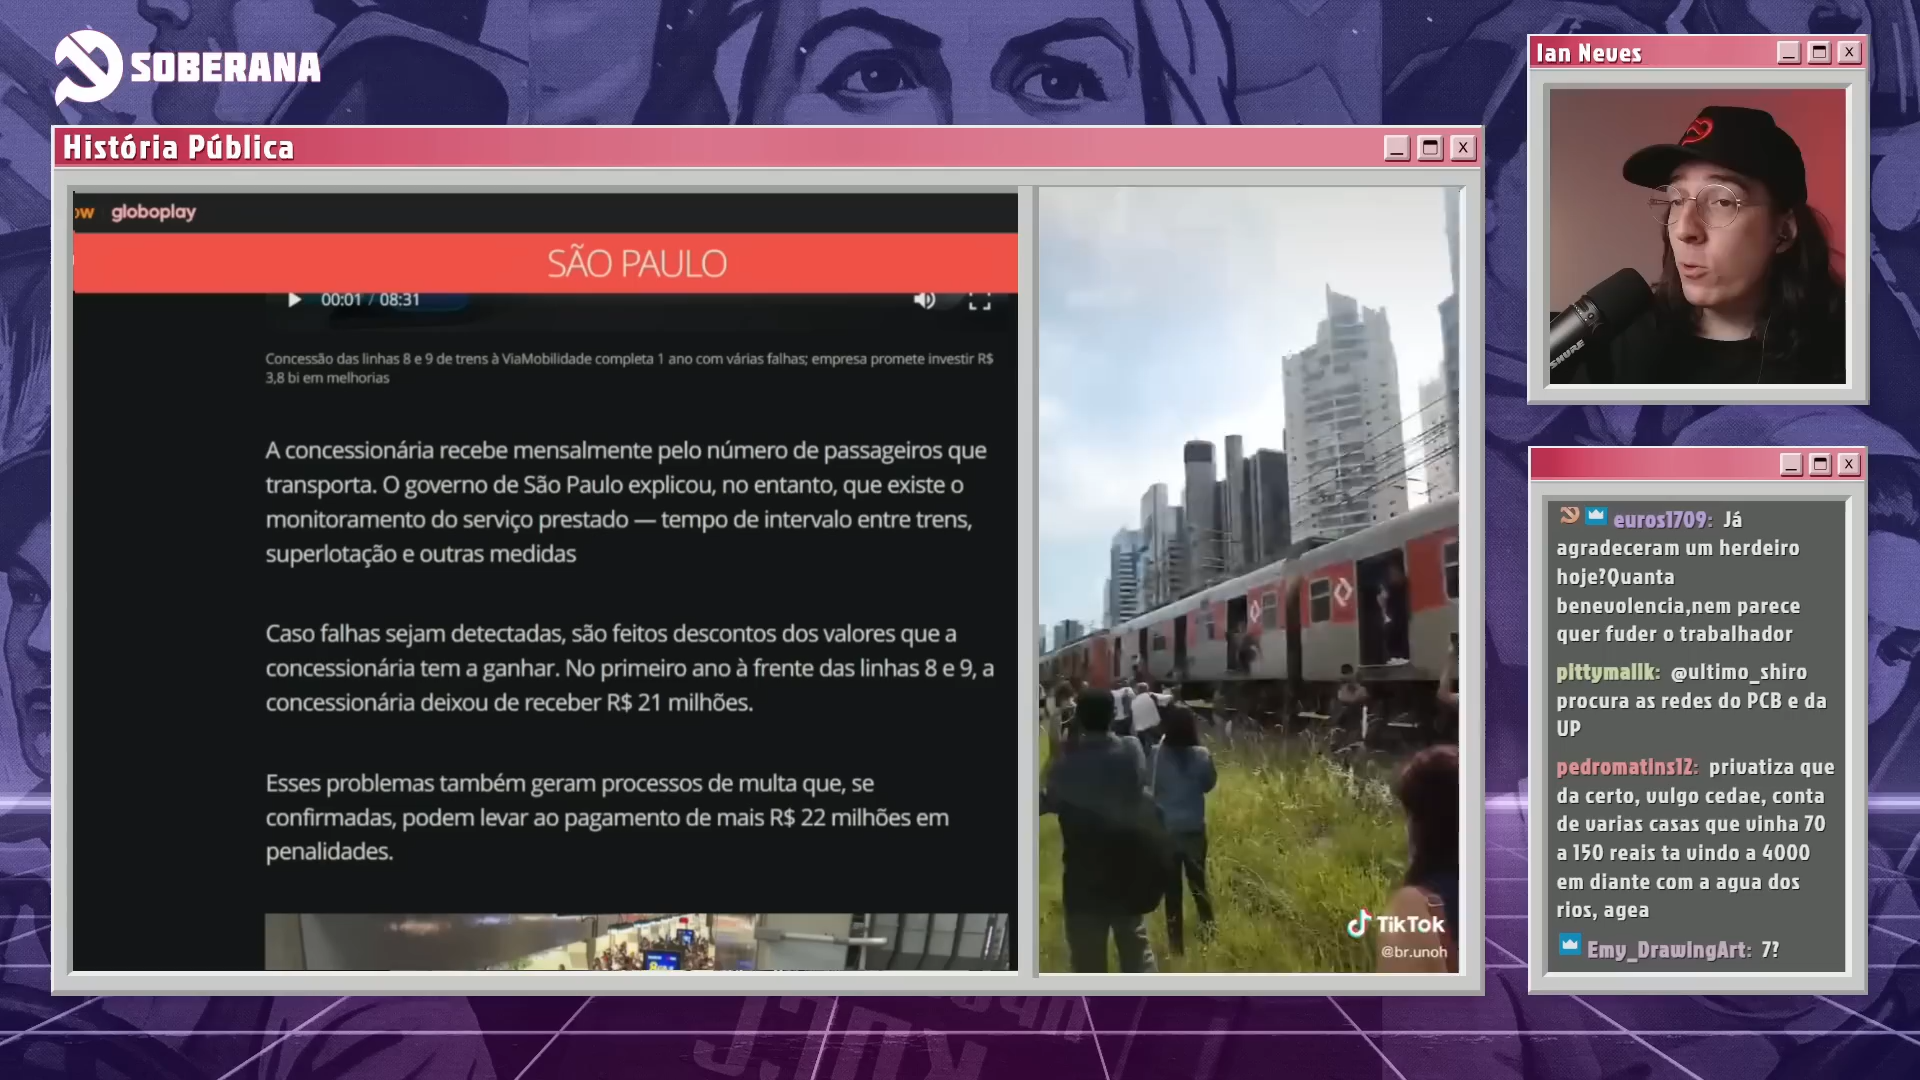 SOBERANA
História Pública
ow globoplay
SÃO PAULO
00:01 / 08:31
Concessão das linhas 8 e 9 de trens à ViaMobilidade completa 1 ano com várias falhas; empresa promete investir R$
3,8 bi em melhorias
A concessionária recebe mensalmente pelo número de passageiros que
transporta. O governo de São Paulo explicou, no entanto, que existe o
monitoramento do serviço prestado — tempo de intervalo entre trens,
superlotação e outras medidas
Caso falhas sejam detectadas, são feitos descontos dos valores que a
concessionária tem a ganhar. No primeiro ano à frente das linhas 8 e 9, a
concessionária deixou de receber R$ 21 milhões.
Esses problemas também geram processos de multa que, se
confirmadas, podem levar ao pagamento de mais R$ 22 milhões em
penalidades.
TikTok
@br.unoh
Ian Neves
SHURE
euros1709: Já
agradeceram um herdeiro
hoje?Quanta
benevolencia,nem parece
quer fuder o trabalhador
pittymalik: @ultimo_shiro
procura as redes do PCB e da
UP
pedromatins12: privatiza que
da certo, vulgo cedae, conta
de varias casas que vinha 70
a 150 reais ta vindo a 4000
em diante com a agua dos
rios, agea
Emy_DrawingArt: 7?